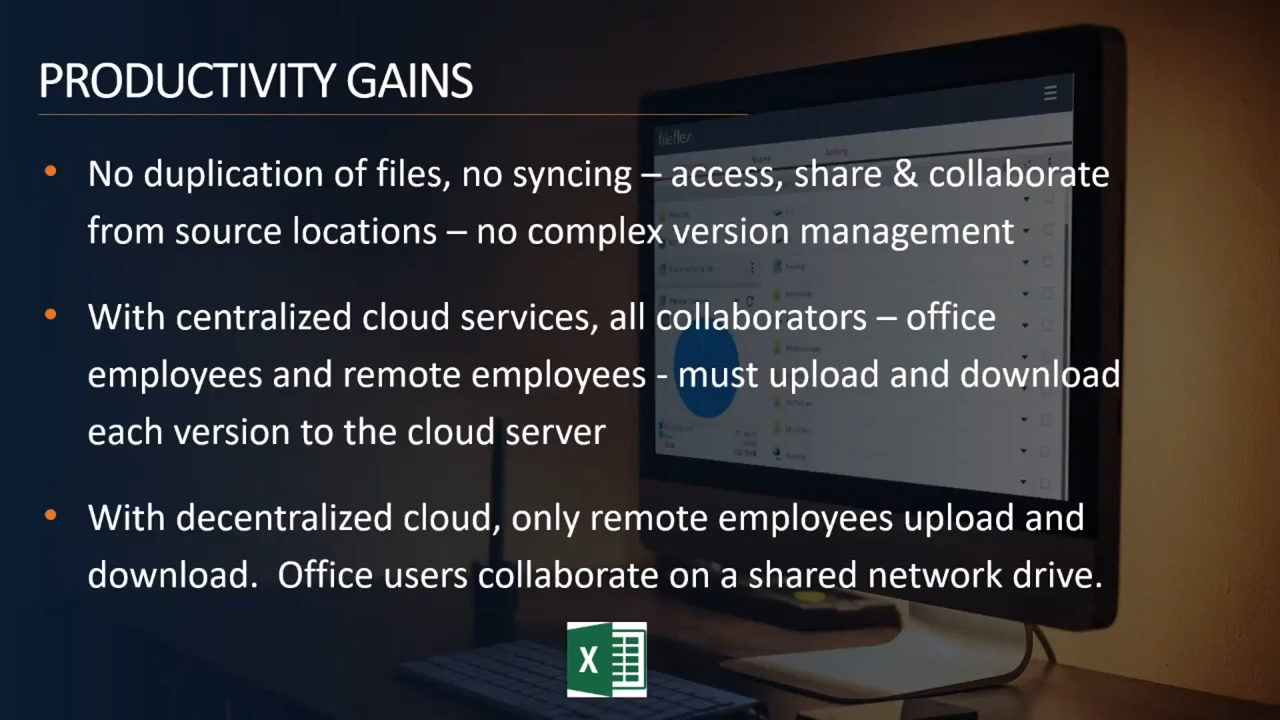 PRODUCTIVITY GAINS
fileflex
• No duplication of files, no syncing – access, share & collaborate
from source locations – no complex version management
• With centralized cloud services, all collaborators – office
employees and remote employees - must upload and download
each version to the cloud server
• With decentralized cloud, only remote employees upload and
download.  Office users collaborate on a shared network drive.
X